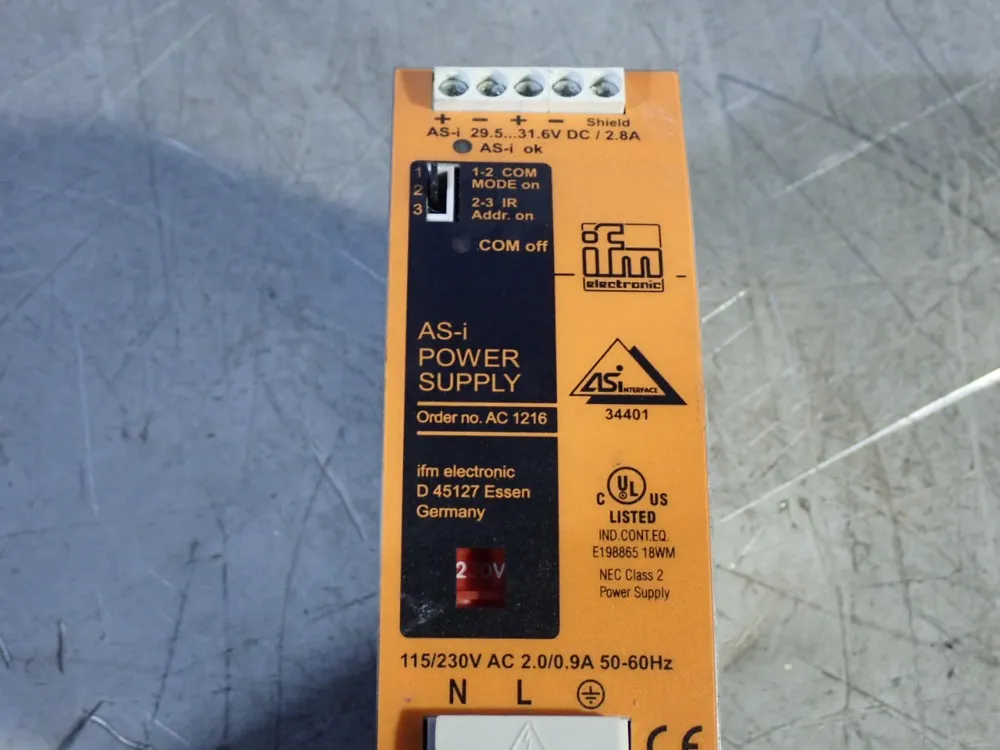 + − + − Shield
AS-i 29.5...31.6V DC / 2.8A
AS-i ok
1
2
3
1-2 COM
MODE on
2-3 IR
Addr. on
COM off
ifm
electronic
AS-i
POWER
SUPPLY
Order no. AC 1216
ASi INTERFACE
34401
ifm electronic
D 45127 Essen
Germany
C UL US
LISTED
IND.CONT.EQ.
E198865 18WM
NEC Class 2
Power Supply
230V
115/230V AC 2.0/0.9A 50-60Hz
N L
CE